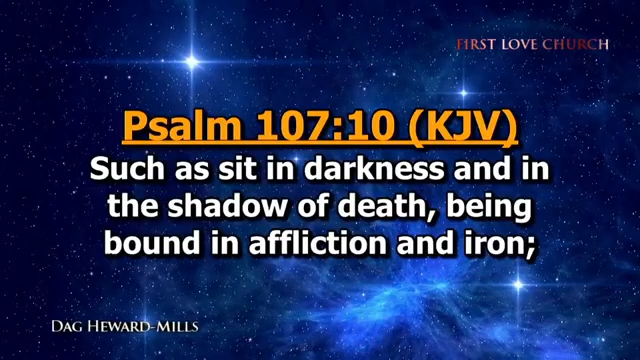 FIRST LOVE CHURCH
Psalm 107:10 (KJV)
Such as sit in darkness and in
the shadow of death, being
bound in affliction and iron;
DAG HEWARD-MILLS